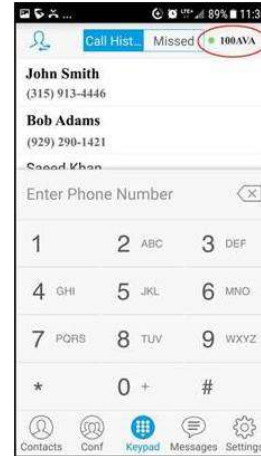 89% 11:3
Call Hist... Missed 100AVA
John Smith
(315) 913-4446
Bob Adams
(929) 290-1421
Saeed Khan
Enter Phone Number
1 2 ABC 3 DEF
4 GHI 5 JKL 6 MNO
7 PQRS 8 TUV 9 WXYZ
* 0 + #
Contacts Conf Keypad Messages Settings